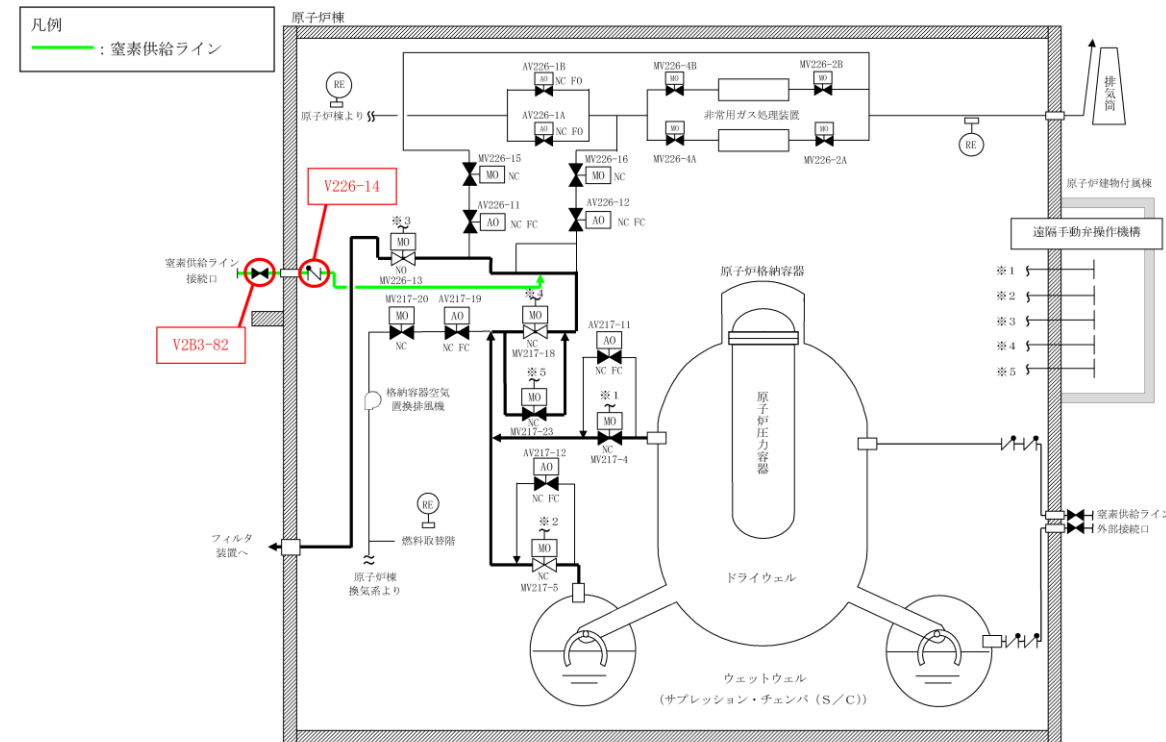 凡例
：窒素供給ライン
原子炉棟
AV226-1B
AO
NC FO
MV226-4B
MO
MV226-2B
MO
RE
原子炉棟より
AV226-1A
AO
NC FO
非常用ガス処理装置
MO
MV226-4A
MO
MV226-2A
RE
排気筒
MV226-15
MO
NC
MV226-16
MO
NC
V226-14
AV226-11
AO
NC FC
AV226-12
AO
NC FC
原子炉建物付属棟
遠隔手動弁操作機構
※1
※2
※3
※4
※5
※3
MO
NO
MV226-13
窒素供給ライン
接続口
V2B3-82
原子炉格納容器
MV217-20
MO
NC
AV217-19
AO
NC FC
※4
MO
NC
MV217-18
AV217-11
AO
NC FC
※5
MO
NC
MV217-23
※1
MO
NC
MV217-4
格納容器空気
置換排風機
原子炉圧力容器
AV217-12
AO
NC FC
RE
燃料取替階
※2
MO
NC
MV217-5
フィルタ
装置へ
原子炉棟
換気系より
ドライウェル
窒素供給ライン
外部接続口
ウェットウェル
（サプレッション・チェンバ（S／C））